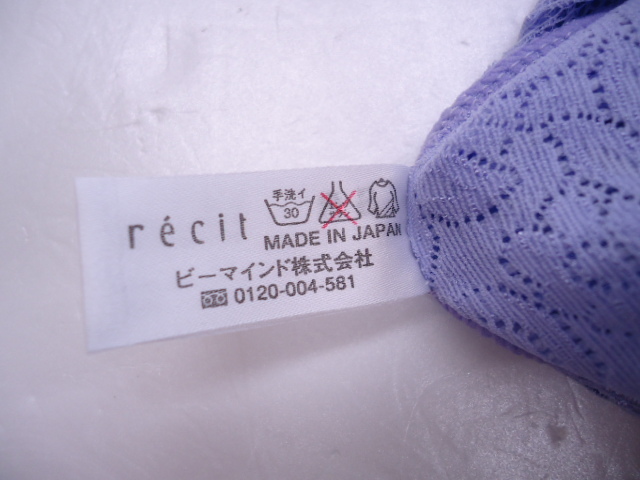 récit
手洗イ
30
MADE IN JAPAN
ビーマインド株式会社
0120-004-581